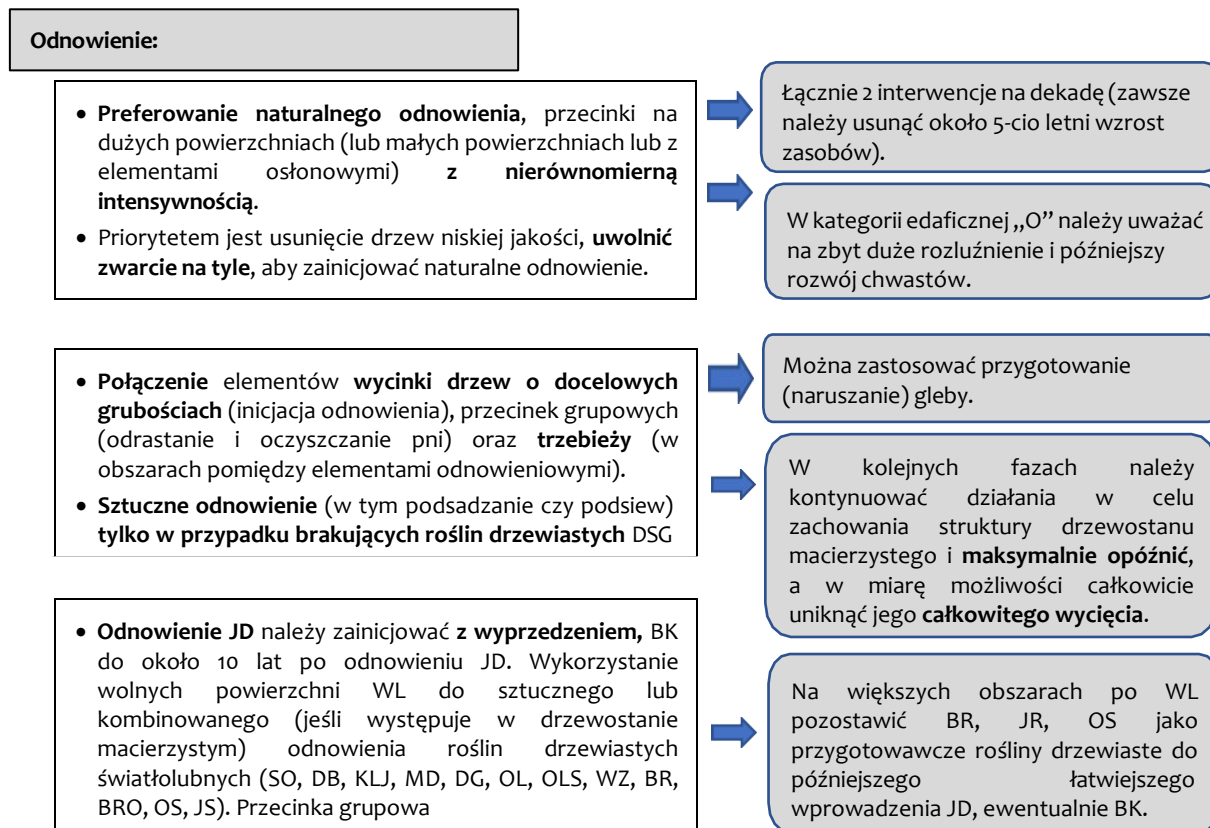 Odnowienie:
• Preferowanie naturalnego odnowienia, przecinki na
dużych powierzchniach (lub małych powierzchniach lub z
elementami osłonowymi) z nierównomierną
intensywnością.
• Priorytetem jest usunięcie drzew niskiej jakości, uwolnić
zwarcie na tyle, aby zainicjować naturalne odnowienie.
Łącznie 2 interwencje na dekadę (zawsze
należy usunąć około 5-cio letni wzrost
zasobów).
W kategorii edaficznej „O” należy uważać
na zbyt duże rozluźnienie i późniejszy
rozwój chwastów.
• Połączenie elementów wycinki drzew o docelowych
grubościach (inicjacja odnowienia), przecinek grupowych
(odrastanie i oczyszczanie pni) oraz trzebieży (w
obszarach pomiędzy elementami odnowieniowymi).
• Sztuczne odnowienie (w tym podsadzanie czy podsiew)
tylko w przypadku brakujących roślin drzewiastych DSG
Można zastosować przygotowanie
(naruszanie) gleby.
W kolejnych fazach należy
kontynuować działania w celu
zachowania struktury drzewostanu
macierzystego i maksymalnie opóźnić,
a w miarę możliwości całkowicie
uniknąć jego całkowitego wycięcia.
• Odnowienie JD należy zainicjować z wyprzedzeniem, BK
do około 10 lat po odnowieniu JD. Wykorzystanie
wolnych powierzchni WL do sztucznego lub
kombinowanego (jeśli występuje w drzewostanie
macierzystym) odnowienia roślin drzewiastych
światłolubnych (SO, DB, KLJ, MD, DG, OL, OLS, WZ, BR,
BRO, OS, JS). Przecinka grupowa
Na większych obszarach po WL
pozostawić BR, JR, OS jako
przygotowawcze rośliny drzewiaste do
późniejszego łatwiejszego
wprowadzenia JD, ewentualnie BK.